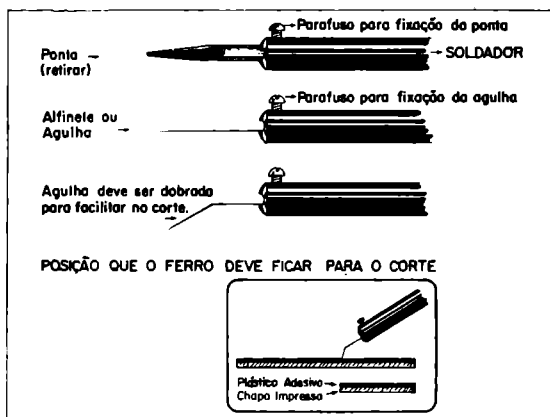 Parafuso para fixação da ponta
Ponta
(retirar)
SOLDADOR
Parafuso para fixação da agulha
Alfinete ou
Agulha
Agulha deve ser dobrada
para facilitar no corte.
POSIÇÃO QUE O FERRO DEVE FICAR PARA O CORTE
Plástico Adesivo
Chapa Impressa